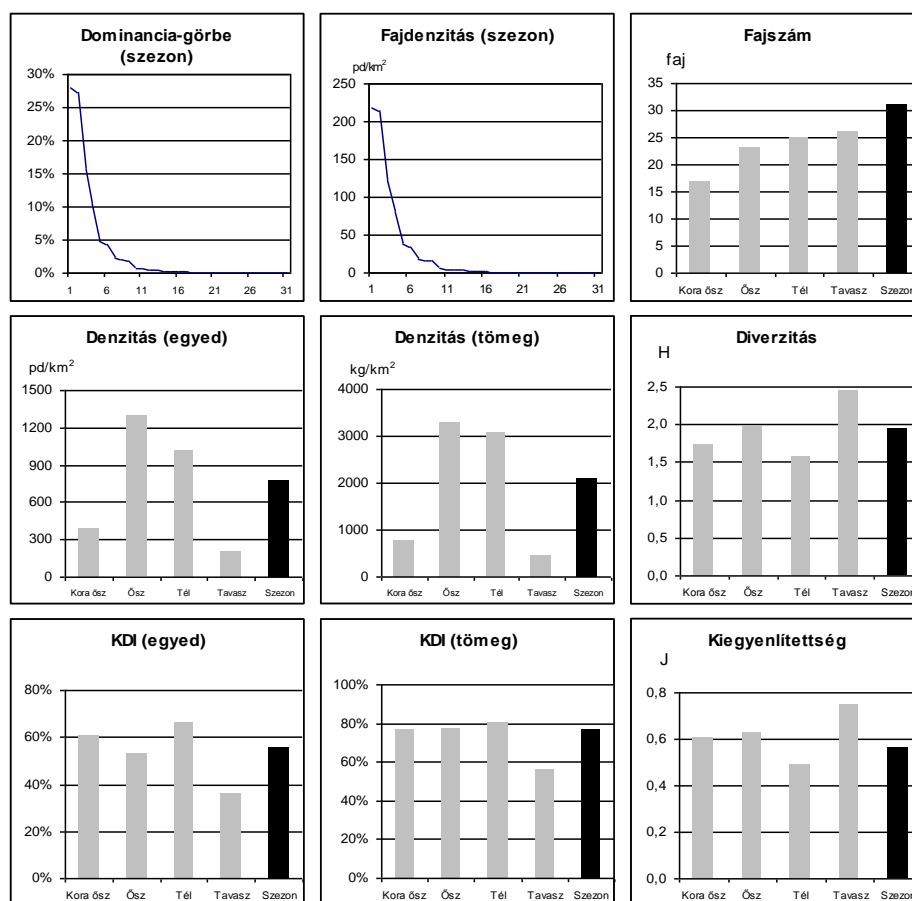 Dominancia-görbe
(szezon)
30%
25%
20%
15%
10%
5%
0%
1 6 11 16 21 26 31
Fajdenzitás (szezon)
pd/km²
250
200
150
100
50
0
1 6 11 16 21 26 31
Fajszám
faj
35
30
25
20
15
10
5
0
Kora ősz Ősz Tél Tavasz Szezon
Denzitás (egyed)
pd/km²
1500
1200
900
600
300
0
Kora ősz Ősz Tél Tavasz Szezon
Denzitás (tömeg)
kg/km²
4000
3000
2000
1000
0
Kora ősz Ősz Tél Tavasz Szezon
Diverzitás
H
2,5
2,0
1,5
1,0
0,5
0,0
Kora ősz Ősz Tél Tavasz Szezon
KDI (egyed)
80%
60%
40%
20%
0%
Kora ősz Ősz Tél Tavasz Szezon
KDI (tömeg)
100%
80%
60%
40%
20%
0%
Kora ősz Ősz Tél Tavasz Szezon
Kiegyenlítettség
J
0,8
0,6
0,4
0,2
0,0
Kora ősz Ősz Tél Tavasz Szezon